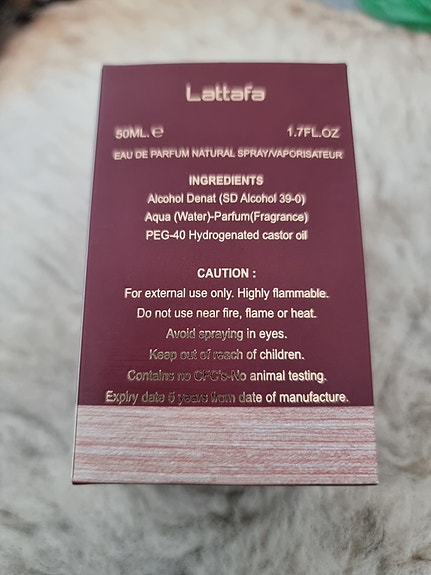 Lattafa
50ML. ℮ 1.7FL.OZ
EAU DE PARFUM NATURAL SPRAY/VAPORISATEUR
INGREDIENTS
Alcohol Denat (SD Alcohol 39-0)
Aqua (Water)-Parfum(Fragrance)
PEG-40 Hydrogenated castor oil
CAUTION :
For external use only. Highly flammable.
Do not use near fire, flame or heat.
Avoid spraying in eyes.
Keep out of reach of children.
Contains no CFC's-No animal testing.
Expiry date 5 years from date of manufacture.